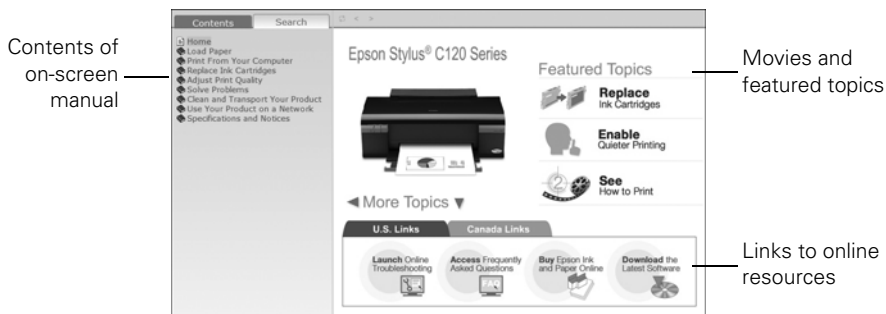 Contents of
on-screen
manual
Contents
Search
Home
Load Paper
Print From Your Computer
Replace Ink Cartridges
Adjust Print Quality
Solve Problems
Clean and Transport Your Product
Use Your Product on a Network
Specifications and Notices
Epson Stylus® C120 Series
Featured Topics
Replace
Ink Cartridges
Enable
Quieter Printing
2
See
How to Print
◄ More Topics ▼
U.S. Links
Canada Links
Launch Online
Troubleshooting
Access Frequently
Asked Questions
FAQ
Buy Epson Ink
and Paper Online
Download the
Latest Software
Movies and
featured topics
Links to online
resources